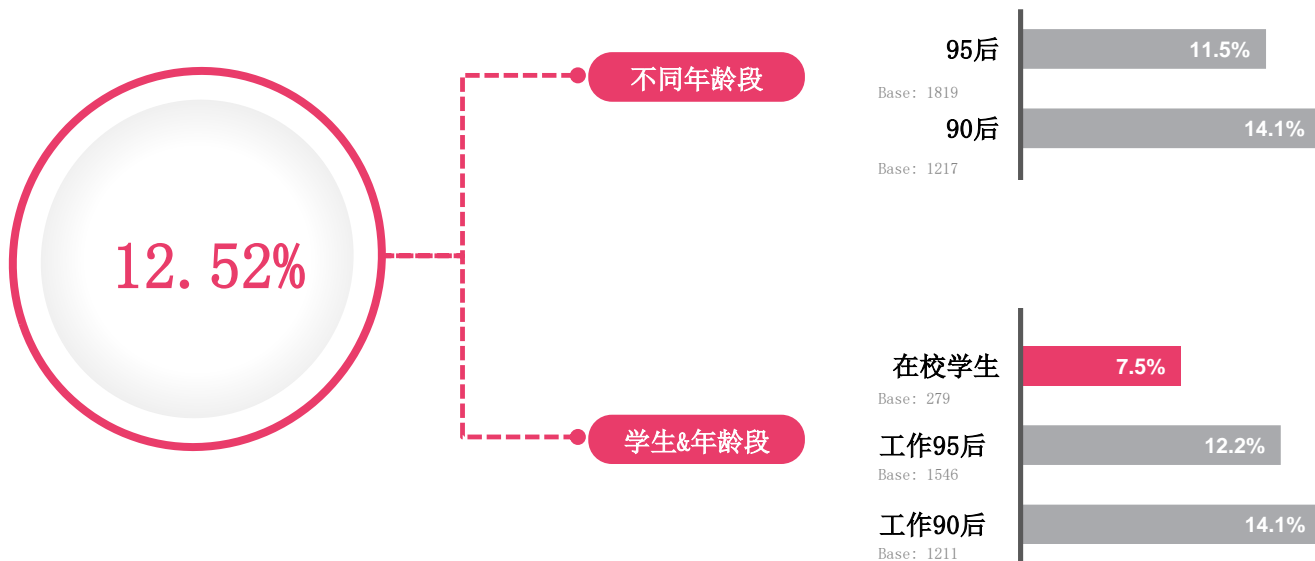 12.52%
不同年龄段
95后
11.5%
Base: 1819
90后
14.1%
Base: 1217
学生&年龄段
在校学生
7.5%
Base: 279
工作95后
12.2%
Base: 1546
工作90后
14.1%
Base: 1211